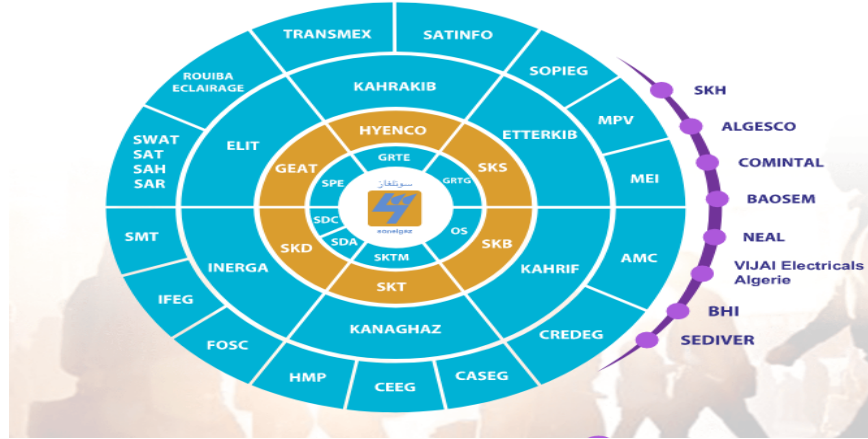 TRANSMEX
SATINFO
SOPIEG
MPV
MEI
AMC
CREDEG
CASEG
CEEG
HMP
FOSC
IFEG
SMT
SWAT
SAT
SAH
SAR
ROUIBA
ECLAIRAGE
KAHRAKIB
ETTERKIB
KAHRIF
KANAGHAZ
INERGA
ELIT
HYENCO
SKS
SKB
SKT
SKD
GEAT
GRTE
GRTG
OS
SKTM
SDA
SDC
SPE
سونلغاز
sonelgaz
SKH
ALGESCO
COMINTAL
BAOSEM
NEAL
VIJAI Electricals
Algerie
BHI
SEDIVER